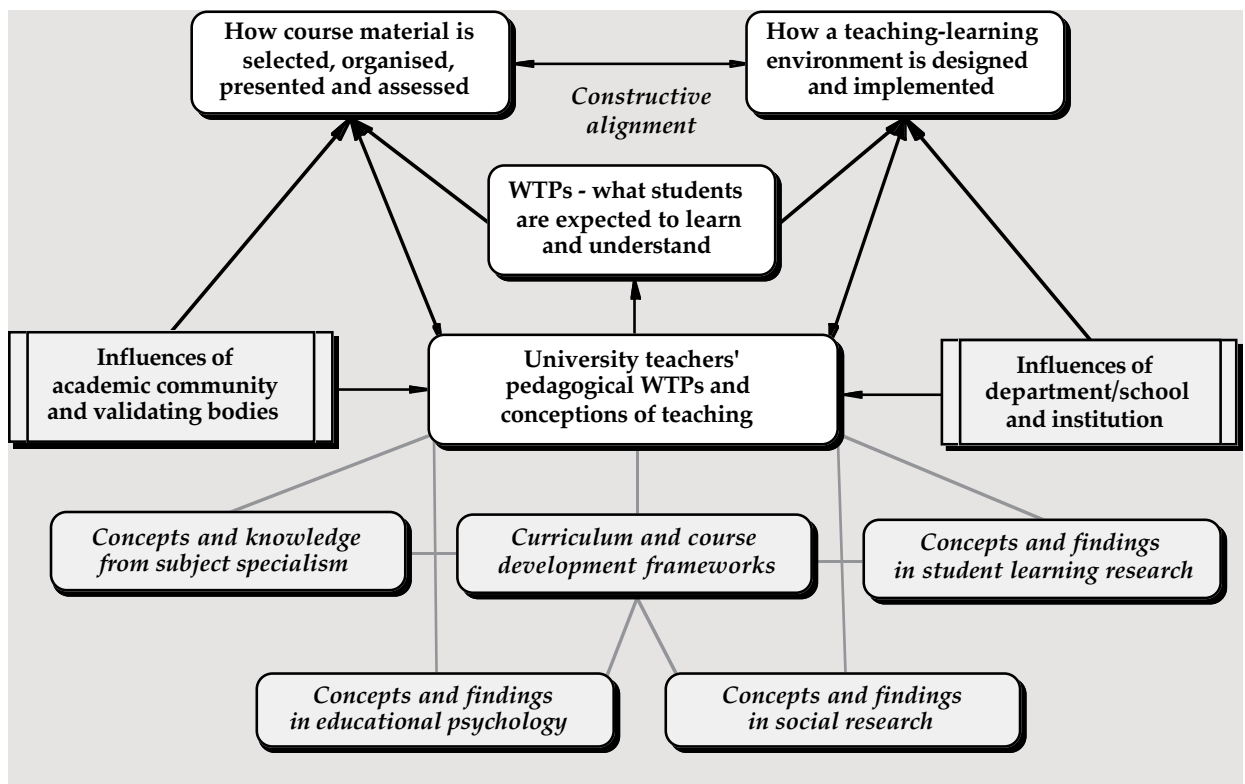 How course material is
selected, organised,
presented and assessed
How a teaching-learning
environment is designed
and implemented
Constructive
alignment
WTPs - what students
are expected to learn
and understand
Influences of
academic community
and validating bodies
University teachers'
pedagogical WTPs and
conceptions of teaching
Influences of
department/school
and institution
Concepts and knowledge
from subject specialism
Curriculum and course
development frameworks
Concepts and findings
in student learning research
Concepts and findings
in educational psychology
Concepts and findings
in social research